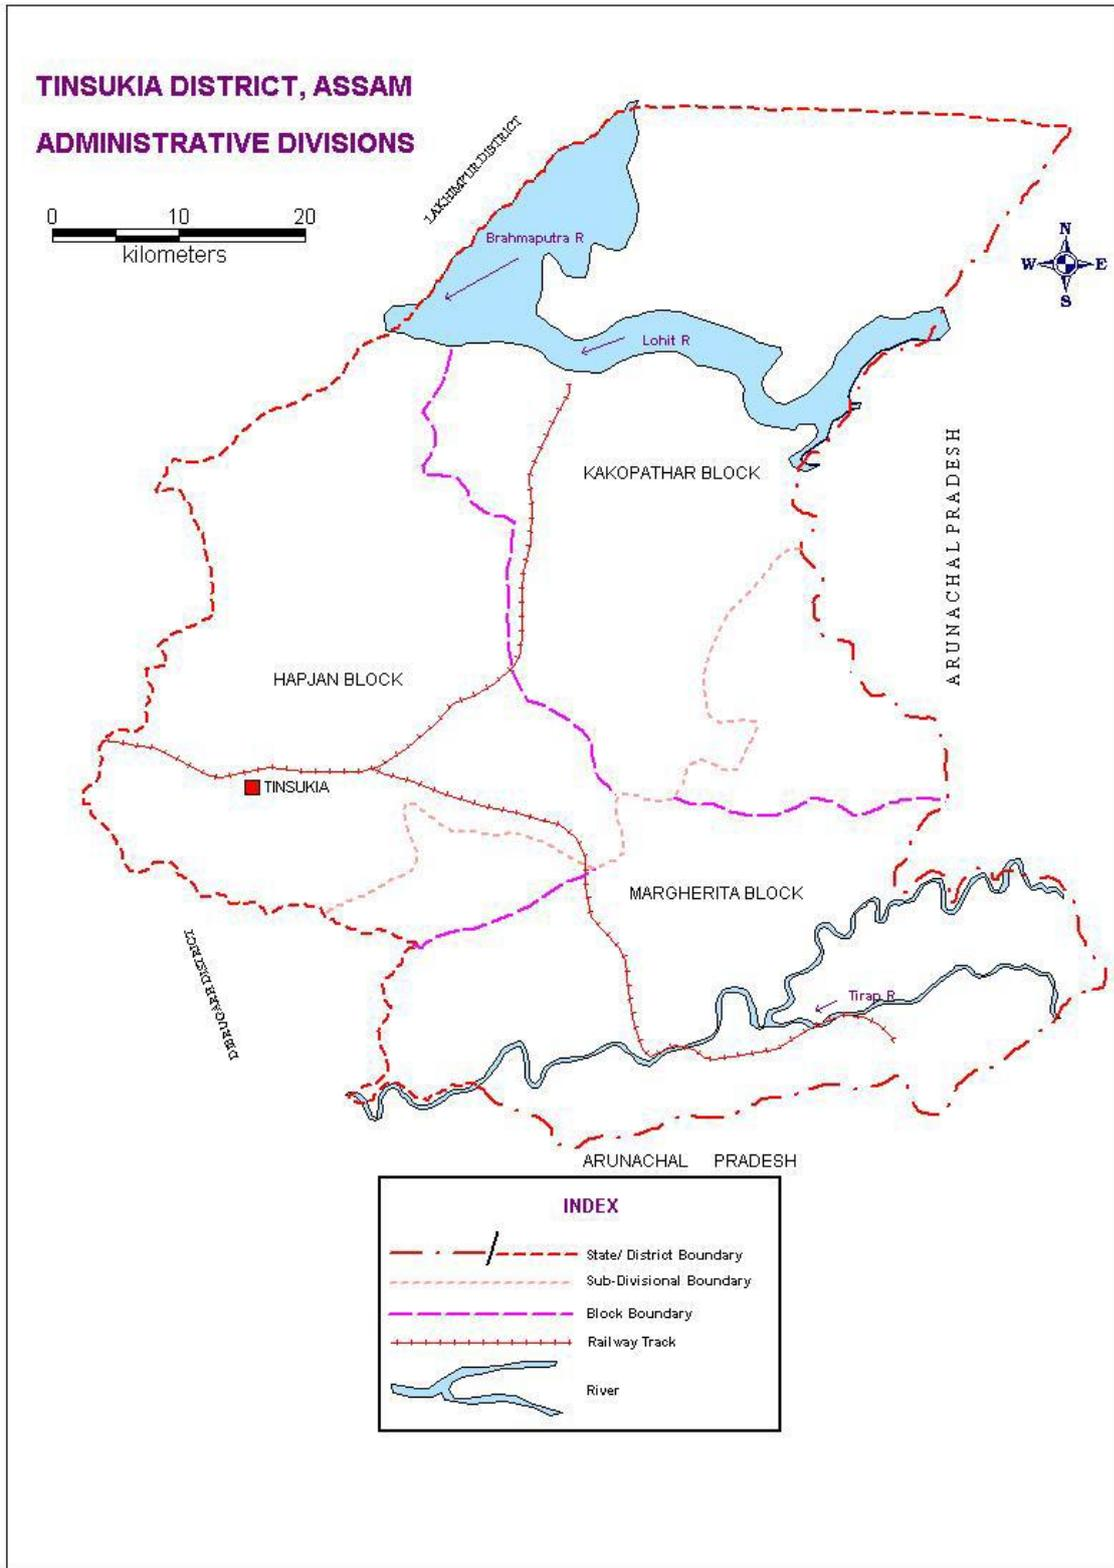 TINSUKIA DISTRICT, ASSAM
ADMINISTRATIVE DIVISIONS
0 10 20
kilometers
LAKHIMPUR DISTRICT
Brahmaputra R
N
W E
S
Lohit R
KAKOPATHAR BLOCK
ARUNACHAL PRADESH
HAPJAN BLOCK
TINSUKIA
MARGHERITA BLOCK
DIBRUGARH DISTRICT
Tirap R
ARUNACHAL PRADESH
INDEX
State/ District Boundary
Sub-Divisional Boundary
Block Boundary
Railway Track
River